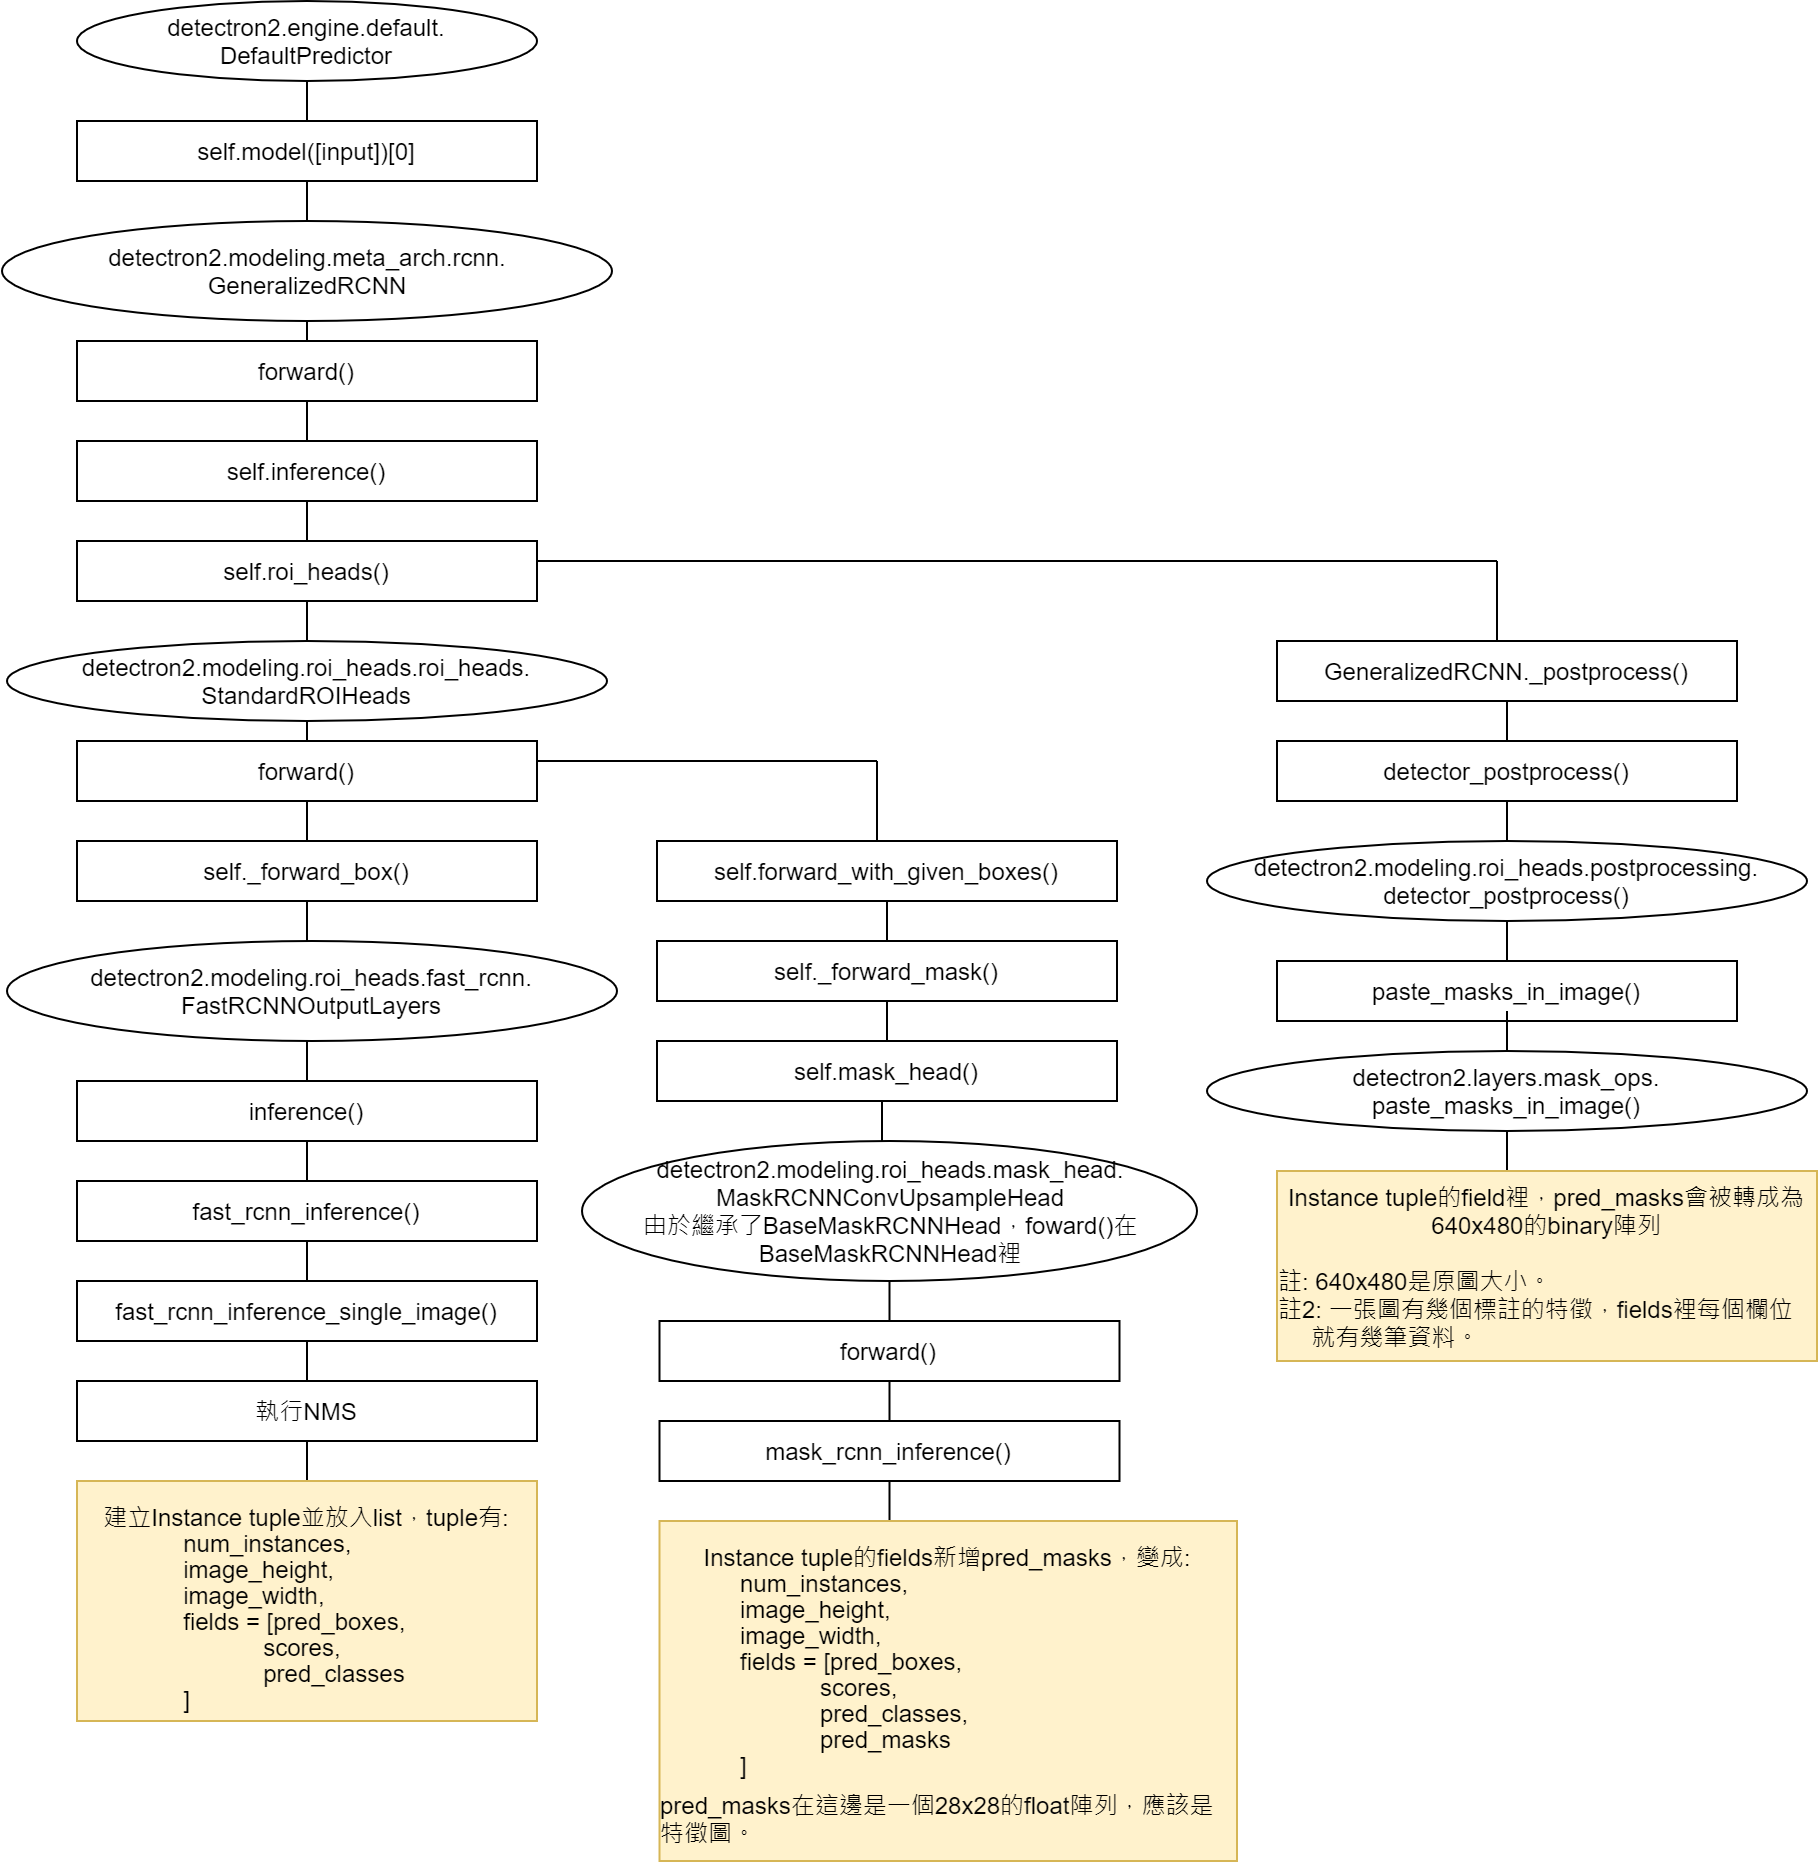 detectron2.engine.default.
DefaultPredictor
self.model([input])[0]
detectron2.modeling.meta_arch.rcnn.
GeneralizedRCNN
forward()
self.inference()
self.roi_heads()
detectron2.modeling.roi_heads.roi_heads.
StandardROIHeads
forward()
self._forward_box()
detectron2.modeling.roi_heads.fast_rcnn.
FastRCNNOutputLayers
inference()
fast_rcnn_inference()
fast_rcnn_inference_single_image()
執行NMS
建立Instance tuple並放入list，tuple有:
num_instances,
image_height,
image_width,
fields = [pred_boxes,
scores,
pred_classes
]
self.forward_with_given_boxes()
self._forward_mask()
self.mask_head()
detectron2.modeling.roi_heads.mask_head.
MaskRCNNConvUpsampleHead
由於繼承了BaseMaskRCNNHead，foward()在
BaseMaskRCNNHead裡
forward()
mask_rcnn_inference()
Instance tuple的fields新增pred_masks，變成:
num_instances,
image_height,
image_width,
fields = [pred_boxes,
scores,
pred_classes,
pred_masks
]
pred_masks在這邊是一個28x28的float陣列，應該是
特徵圖。
GeneralizedRCNN._postprocess()
detector_postprocess()
detectron2.modeling.roi_heads.postprocessing.
detector_postprocess()
paste_masks_in_image()
detectron2.layers.mask_ops.
paste_masks_in_image()
Instance tuple的field裡，pred_masks會被轉成為
640x480的binary陣列
註: 640x480是原圖大小。
註2: 一張圖有幾個標註的特徵，fields裡每個欄位
就有幾筆資料。